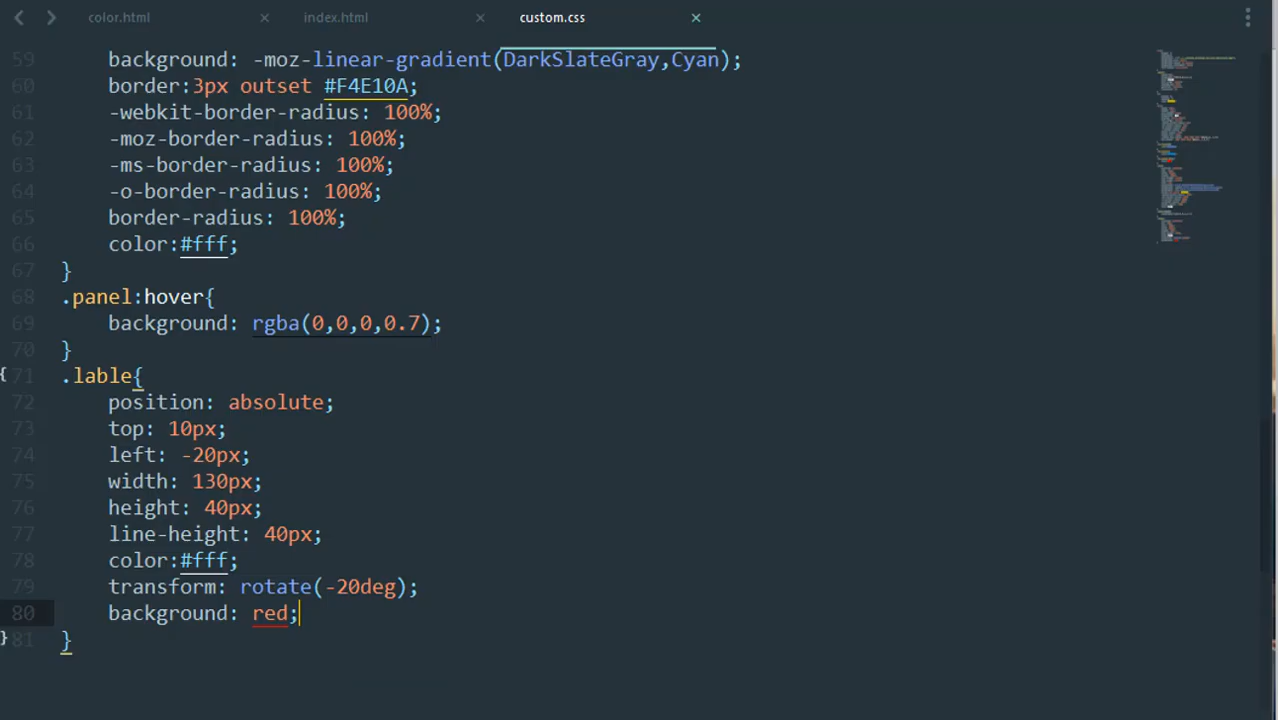 color.html × index.html × custom.css ×
59 background: -moz-linear-gradient(DarkSlateGray,Cyan);
60 border:3px outset #F4E10A;
61 -webkit-border-radius: 100%;
62 -moz-border-radius: 100%;
63 -ms-border-radius: 100%;
64 -o-border-radius: 100%;
65 border-radius: 100%;
66 color:#fff;
67 }
68 .panel:hover{
69 background: rgba(0,0,0,0.7);
70 }
71 .lable{
72 position: absolute;
73 top: 10px;
74 left: -20px;
75 width: 130px;
76 height: 40px;
77 line-height: 40px;
78 color:#fff;
79 transform: rotate(-20deg);
80 background: red;
81 }